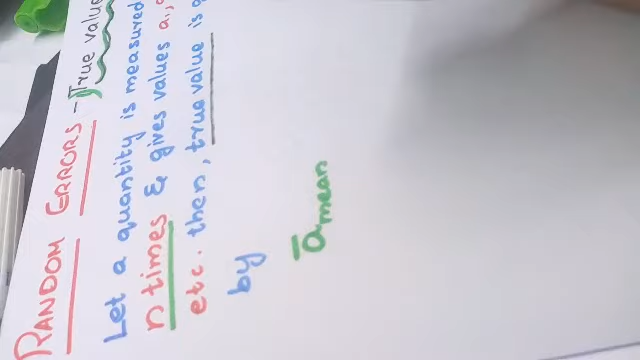 RANDOM ERRORS - True value
Let a quantity is measured
n times & gives values a₁,
etc. then, true value is
by
a̅mean